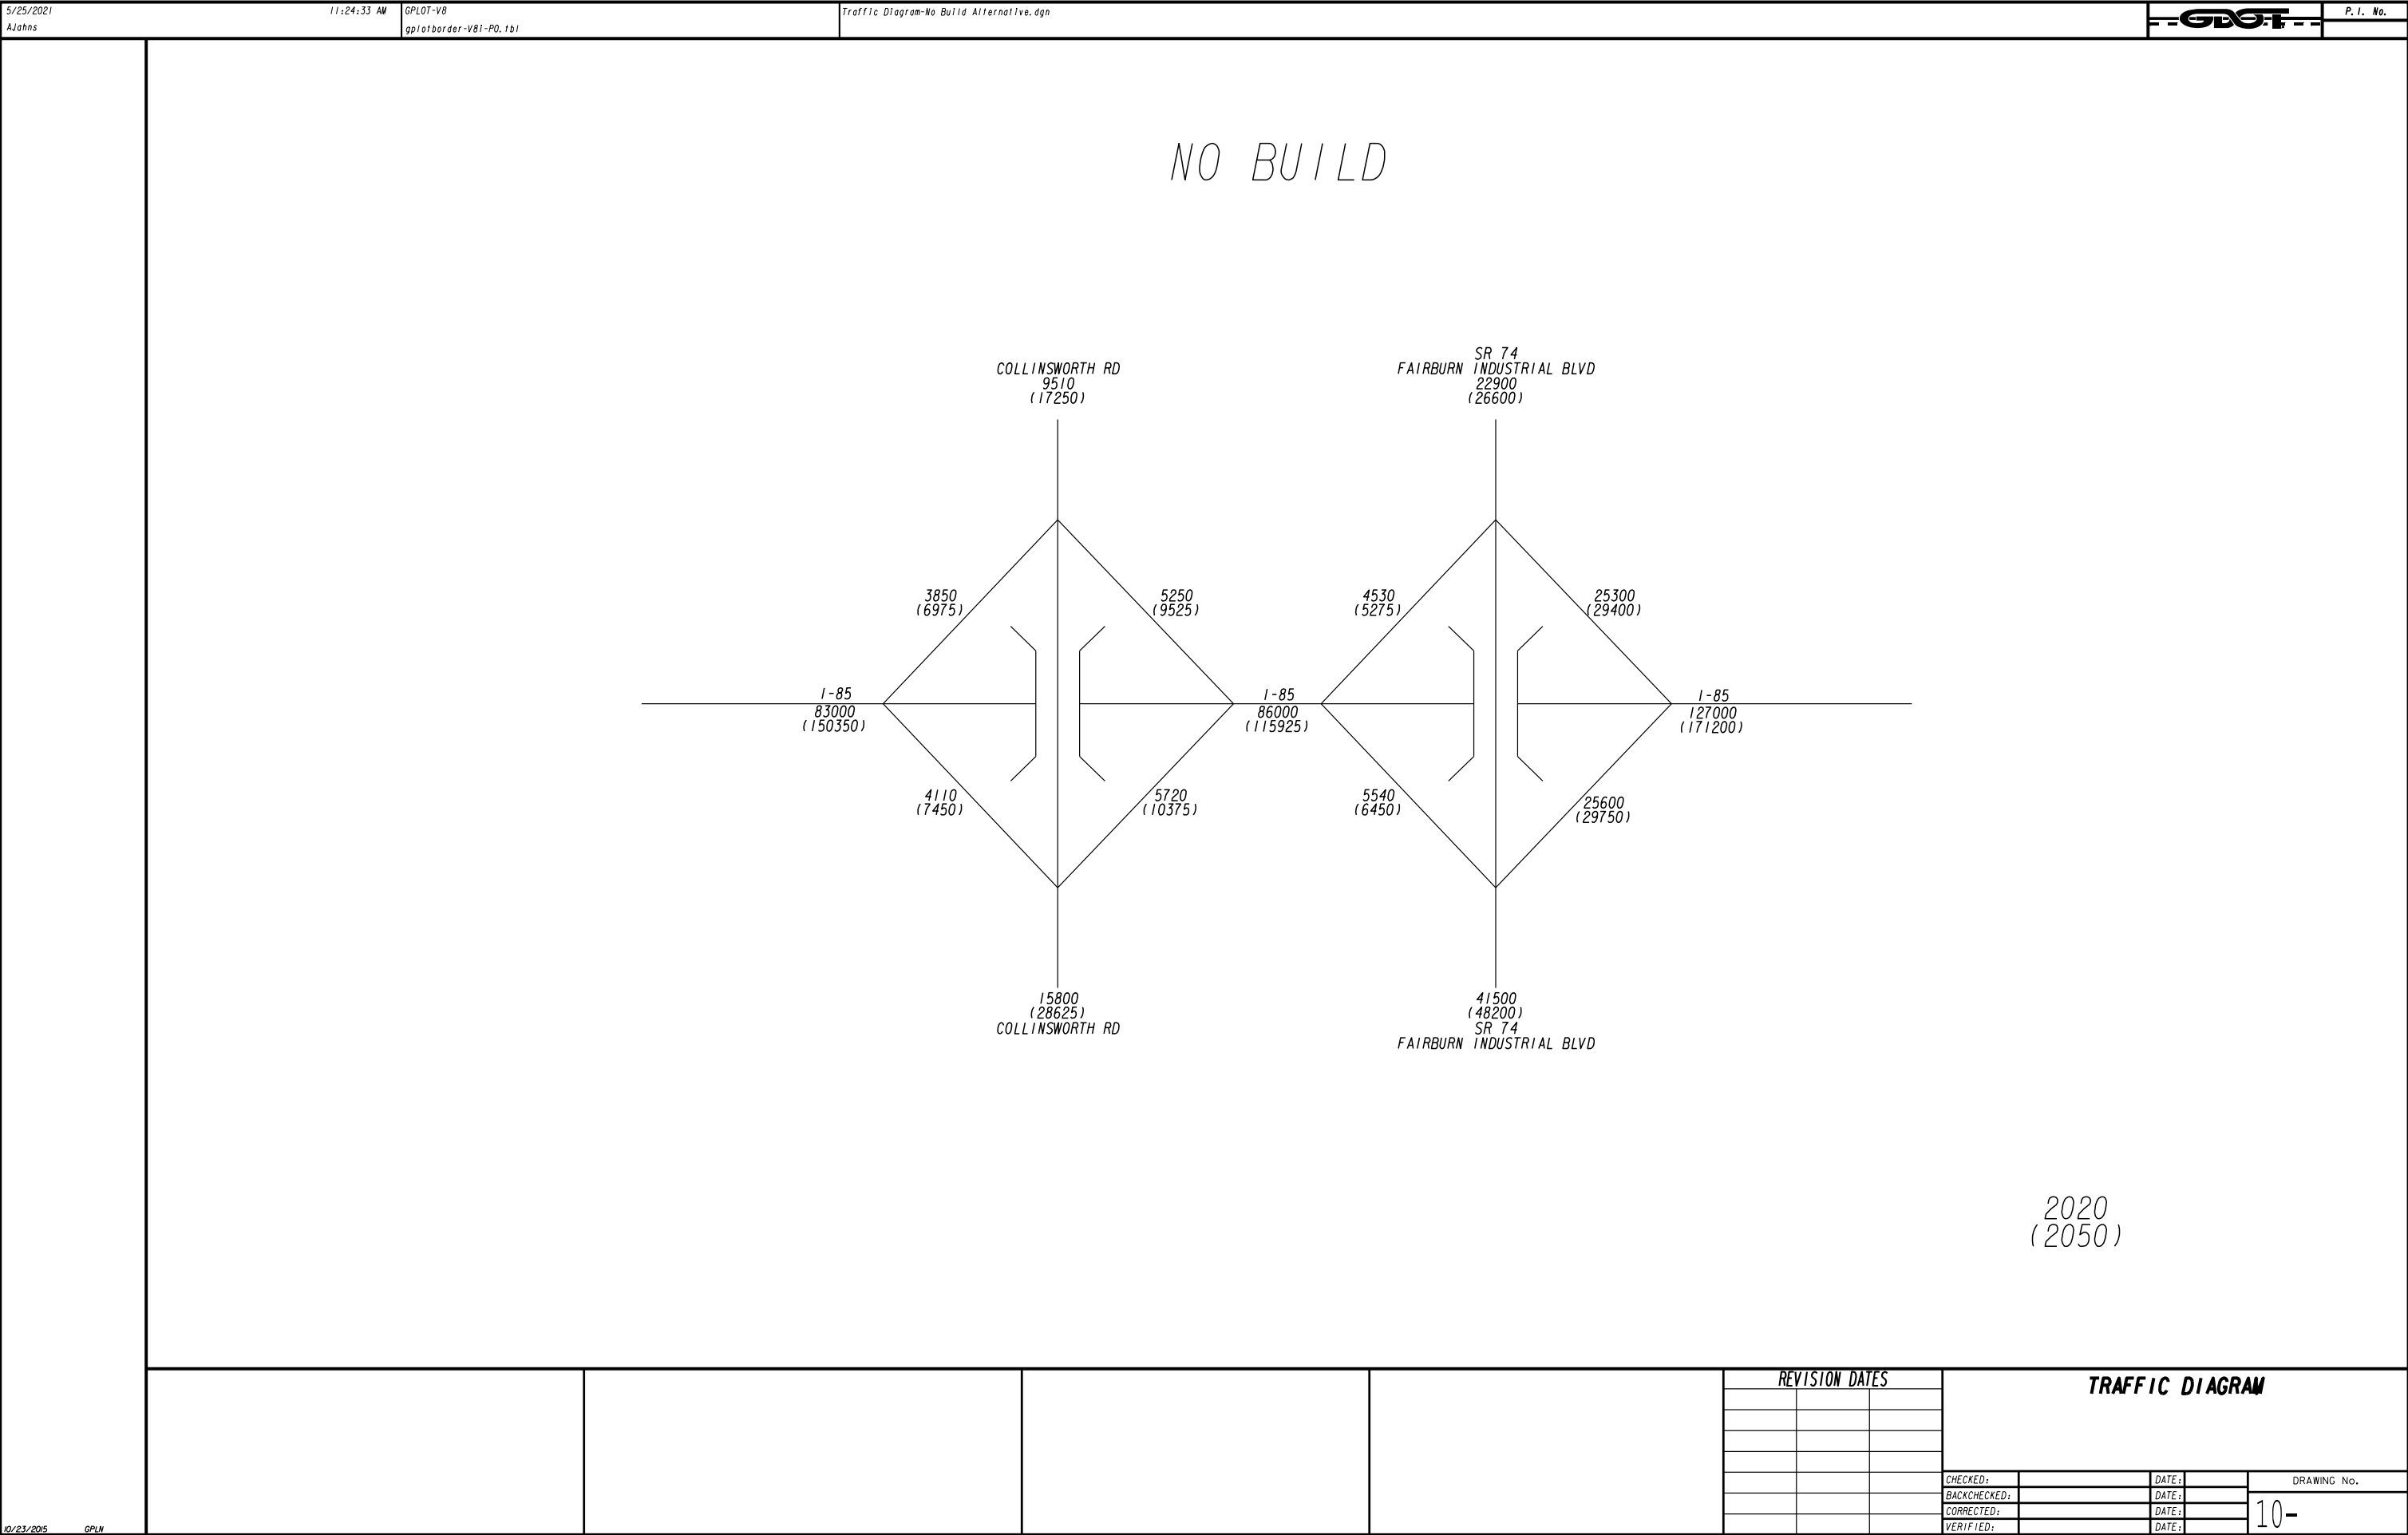 5/25/2021 11:24:33 AM GPLOT-V8 Traffic Diagram-No Build Alternative.dgn GDOT P.I. No.
AJahns gplotborder-V8i-PO.tbl
NO BUILD
COLLINSWORTH RD
9510
(17250)
SR 74
FAIRBURN INDUSTRIAL BLVD
22900
(26600)
3850
(6975)
5250
(9525)
4530
(5275)
25300
(29400)
I-85
83000
(150350)
I-85
86000
(115925)
I-85
127000
(171200)
4110
(7450)
5720
(10375)
5540
(6450)
25600
(29750)
15800
(28625)
COLLINSWORTH RD
41500
(48200)
SR 74
FAIRBURN INDUSTRIAL BLVD
2020
(2050)
REVISION DATES
TRAFFIC DIAGRAM
CHECKED: DATE:
BACKCHECKED: DATE:
CORRECTED: DATE:
VERIFIED: DATE:
DRAWING No.
10-
10/23/2015 GPLN